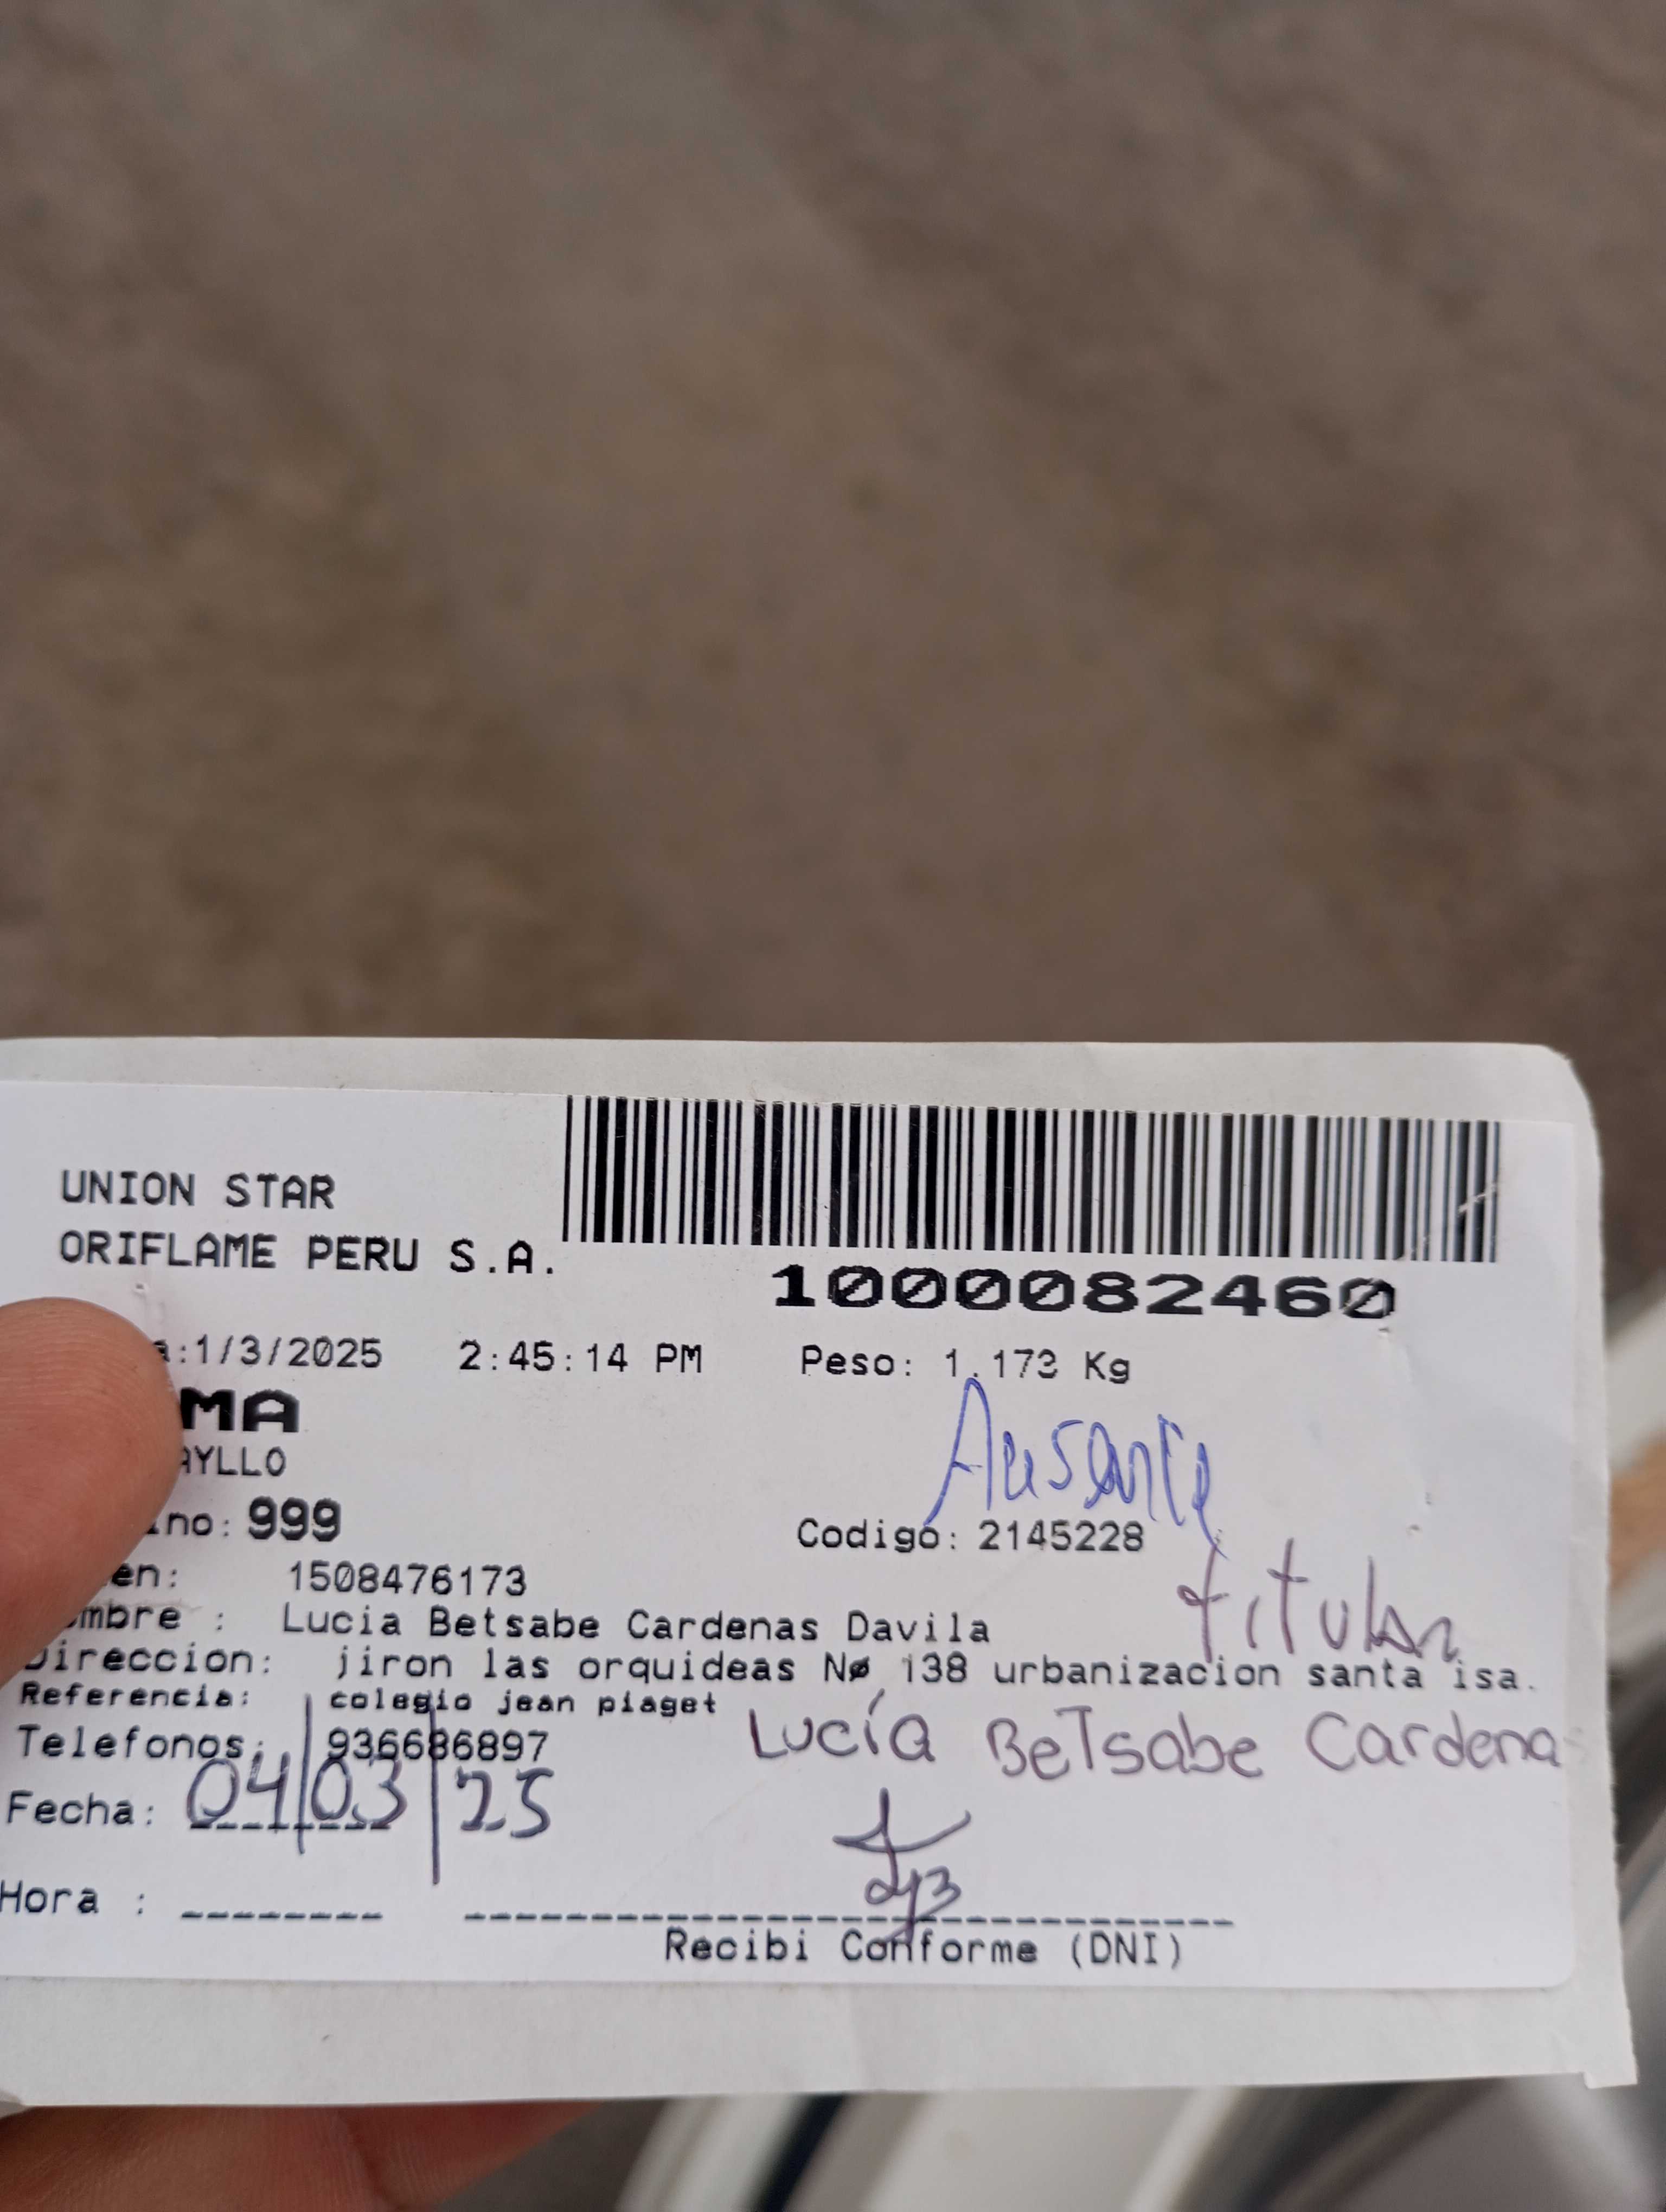 UNION STAR
ORIFLAME PERU S.A.
1000082460
a:1/3/2025 2:45:14 PM Peso: 1.173 Kg
MA
AYLLO
Ausente
ino: 999
Codigo: 2145228
en: 1508476173
titular
mbre : Lucia Betsabe Cardenas Davila
Direccion: jiron las orquideas Nø 138 urbanizacion santa isa.
Referencia: colegio jean piaget
Telefonos: 936686897
Lucía BeTsabe Cardena
Fecha: 04/03/25
Hora :
Recibi Conforme (DNI)